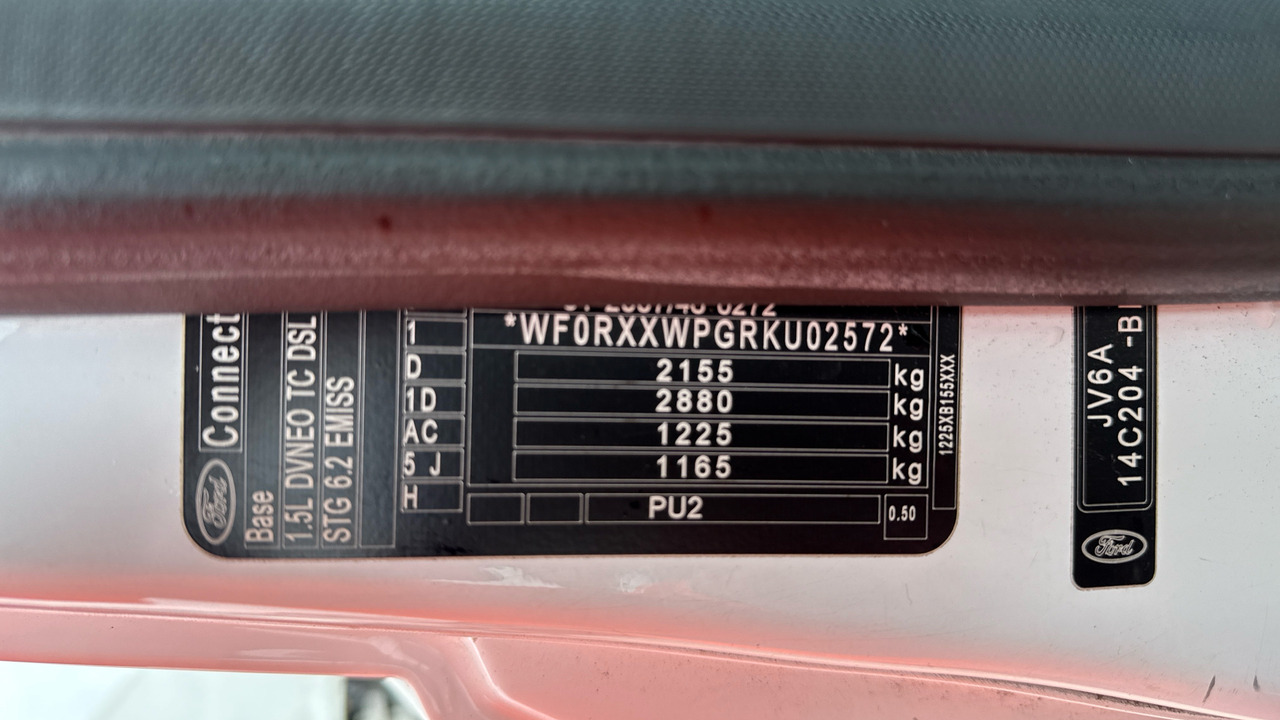 Connect
Ford
Base
1.5L DVNEO TC DSL
STG 6.2 EMISS
1
*WF0RXXWPGRKU02572*
D
2155 kg
1D
2880 kg
AC
1225 kg
5 J
1165 kg
H
PU2
0.50
1225XB155XXX
JV6A
14C204
Ford